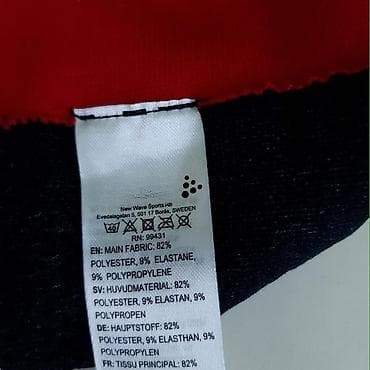 New Wave Sports AB
Evedalsgatan 5, 501 17 Borås, SWEDEN
RN: 99431
EN: MAIN FABRIC: 82%
POLYESTER, 9% ELASTANE,
9% POLYPROPYLENE
SV: HUVUDMATERIAL: 82%
POLYESTER, 9% ELASTAN, 9%
POLYPROPEN
DE: HAUPTSTOFF: 82%
POLYESTER, 9% ELASTHAN, 9%
POLYPROPYLEN
FR: TISSU PRINCIPAL: 82%